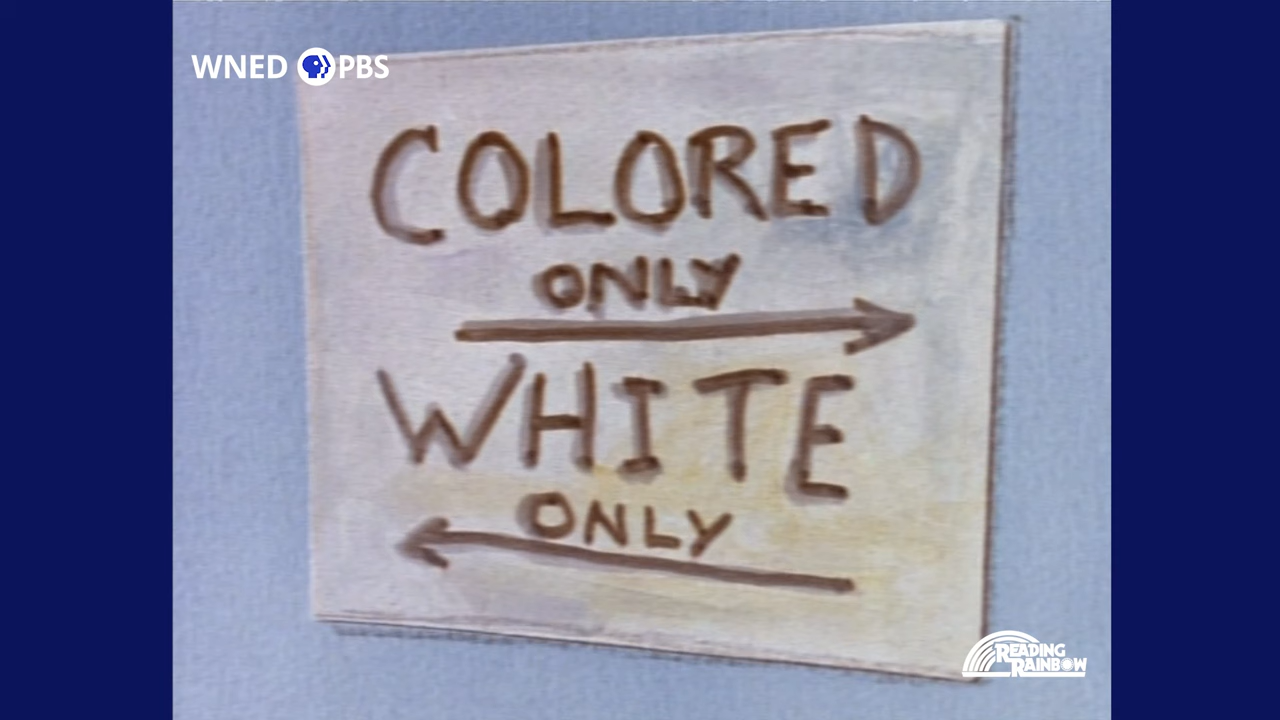 WNED PBS
COLORED
ONLY
WHITE
ONLY
READING
RAINBOW